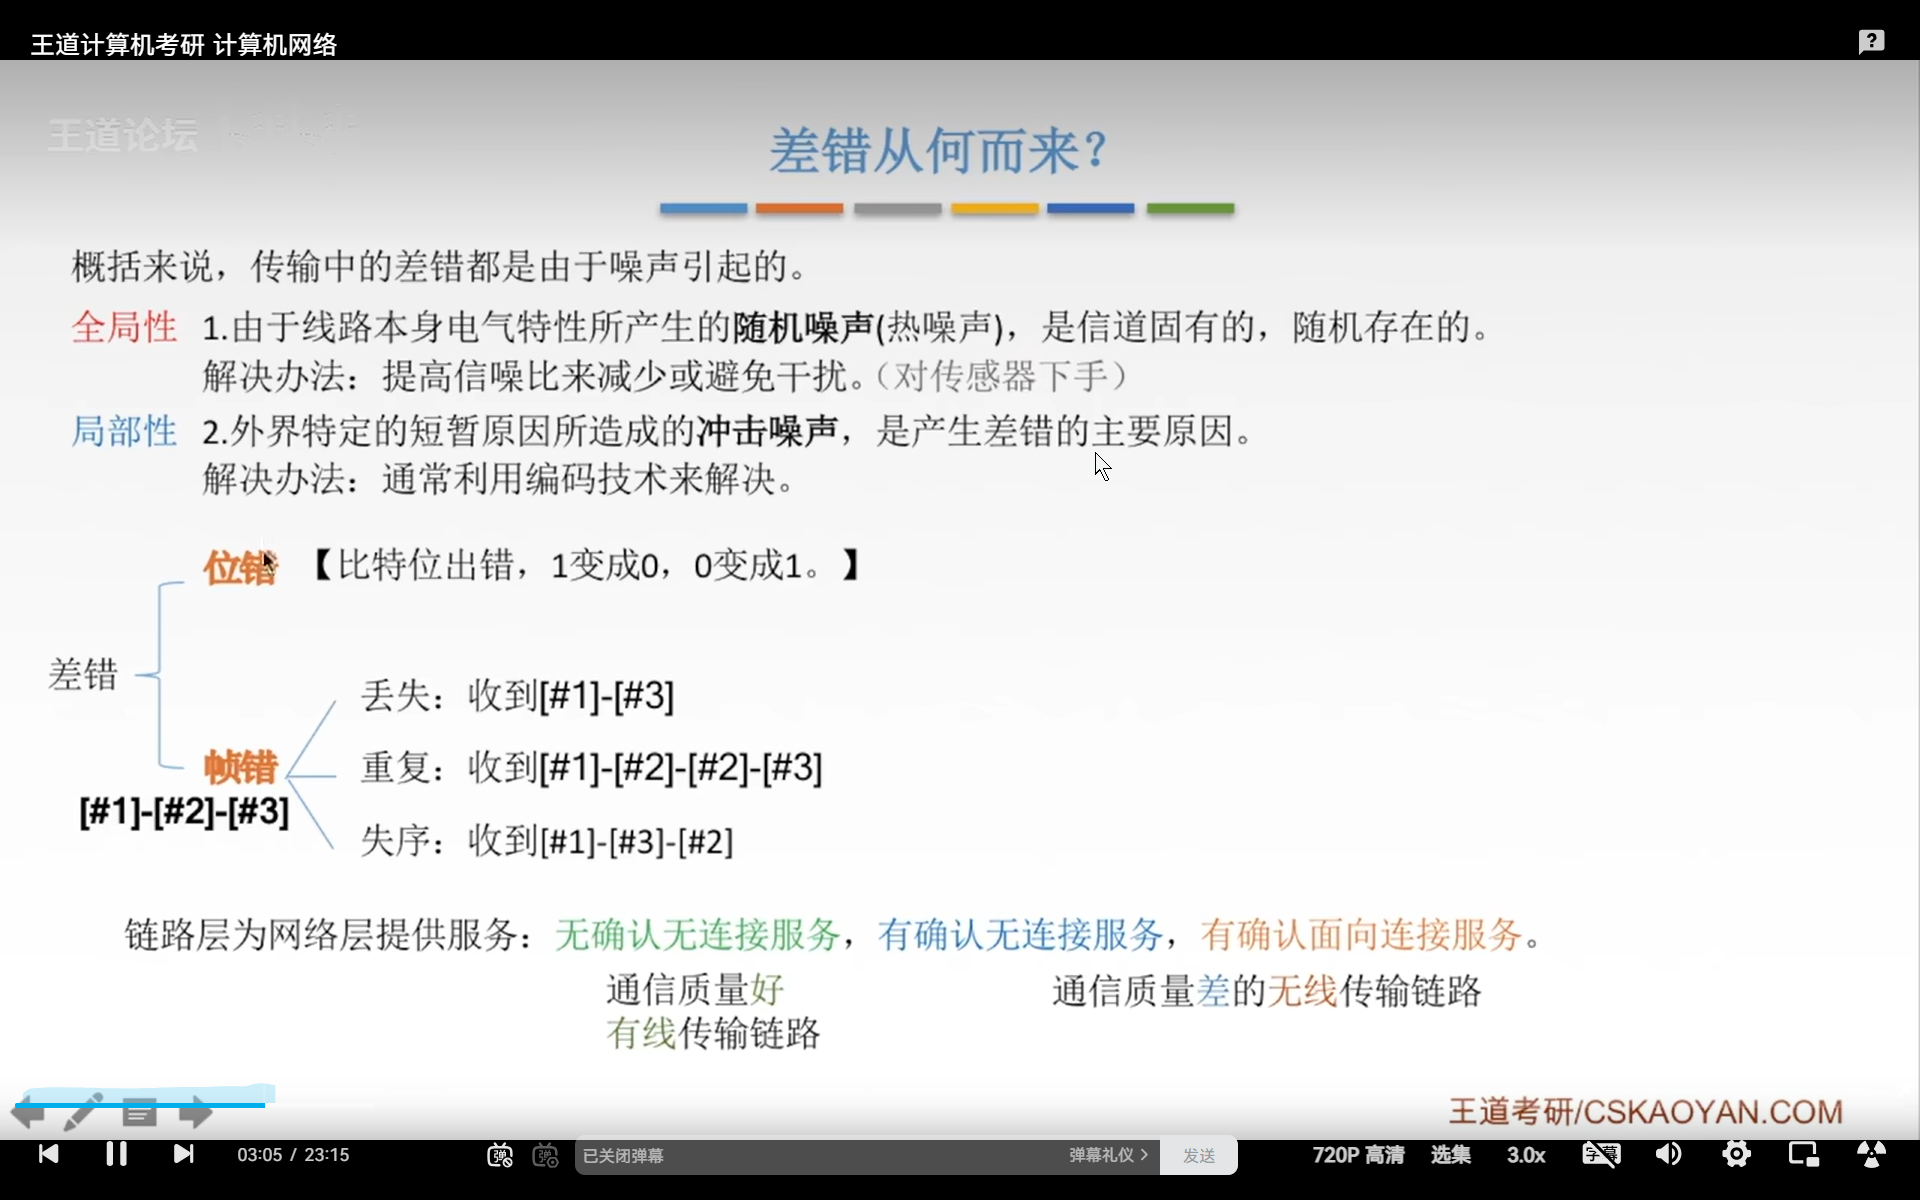 王道计算机考研 计算机网络
王道论坛
差错从何而来？
概括来说，传输中的差错都是由于噪声引起的。
全局性 1.由于线路本身电气特性所产生的随机噪声(热噪声)，是信道固有的，随机存在的。
解决办法：提高信噪比来减少或避免干扰。（对传感器下手）
局部性 2.外界特定的短暂原因所造成的冲击噪声，是产生差错的主要原因。
解决办法：通常利用编码技术来解决。
位错 【比特位出错，1变成0，0变成1。】
差错
丢失：收到[#1]-[#3]
帧错 重复：收到[#1]-[#2]-[#2]-[#3]
[#1]-[#2]-[#3]
失序：收到[#1]-[#3]-[#2]
链路层为网络层提供服务：无确认无连接服务，有确认无连接服务，有确认面向连接服务。
通信质量好 通信质量差的无线传输链路
有线传输链路
王道考研/CSKAOYAN.COM
03:05 / 23:15 弹 弹 已关闭弹幕 弹幕礼仪 > 发送 720P 高清 选集 3.0x 字幕